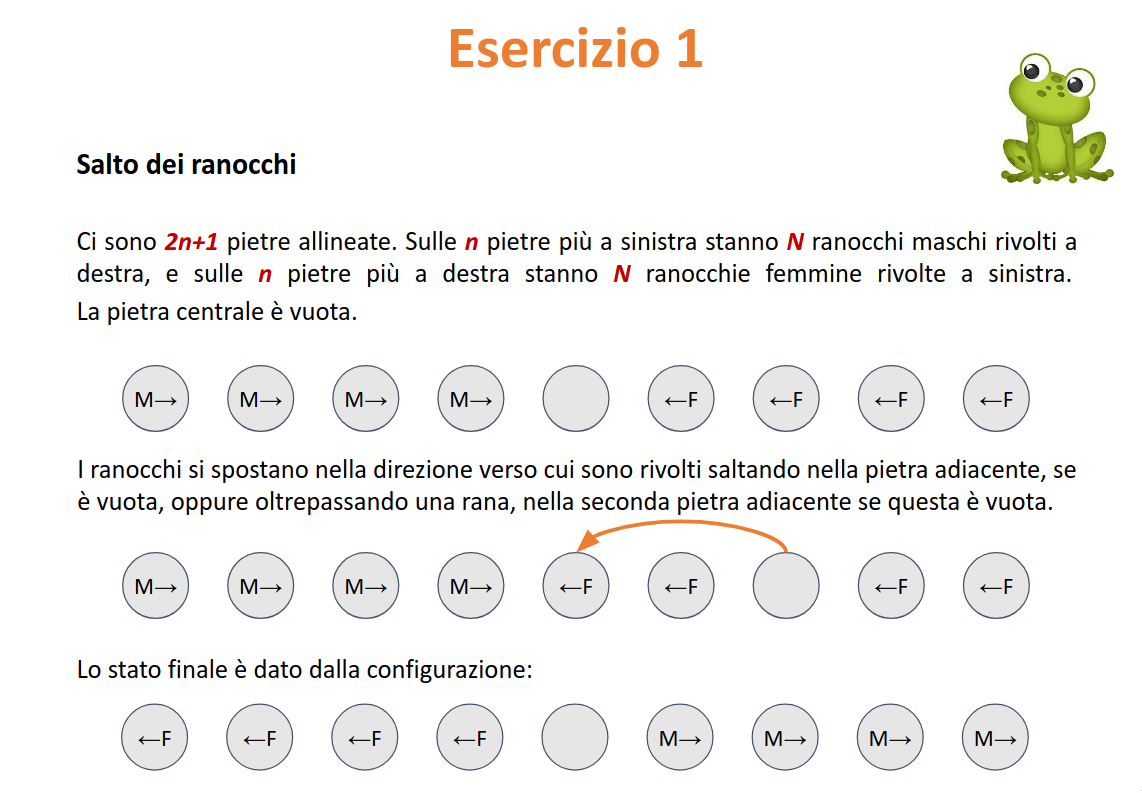 Esercizio 1
Salto dei ranocchi
Ci sono 2n+1 pietre allineate. Sulle n pietre più a sinistra stanno N ranocchi maschi rivolti a
destra, e sulle n pietre più a destra stanno N ranocchie femmine rivolte a sinistra.
La pietra centrale è vuota.
M→ M→ M→ M→ ←F ←F ←F ←F
I ranocchi si spostano nella direzione verso cui sono rivolti saltando nella pietra adiacente, se
è vuota, oppure oltrepassando una rana, nella seconda pietra adiacente se questa è vuota.
M→ M→ M→ M→ ←F ←F ←F ←F
Lo stato finale è dato dalla configurazione:
←F ←F ←F ←F M→ M→ M→ M→